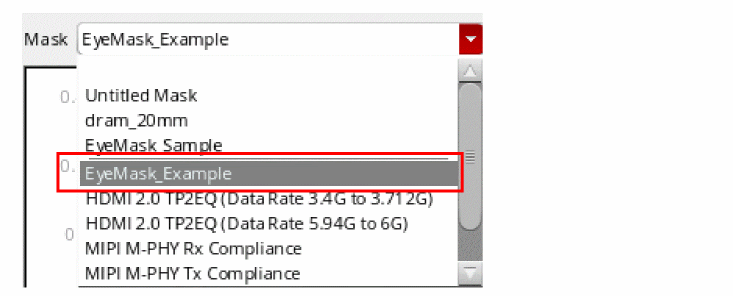 Mask EyeMask_Example
0.
Untitled Mask
dram_20mm
EyeMask Sample
0.
EyeMask_Example
HDMI 2.0 TP2EQ (Data Rate 3.4G to 3.712G)
HDMI 2.0 TP2EQ (Data Rate 5.94G to 6G)
0
MIPI M-PHY Rx Compliance
MIPI M-PHY Tx Compliance